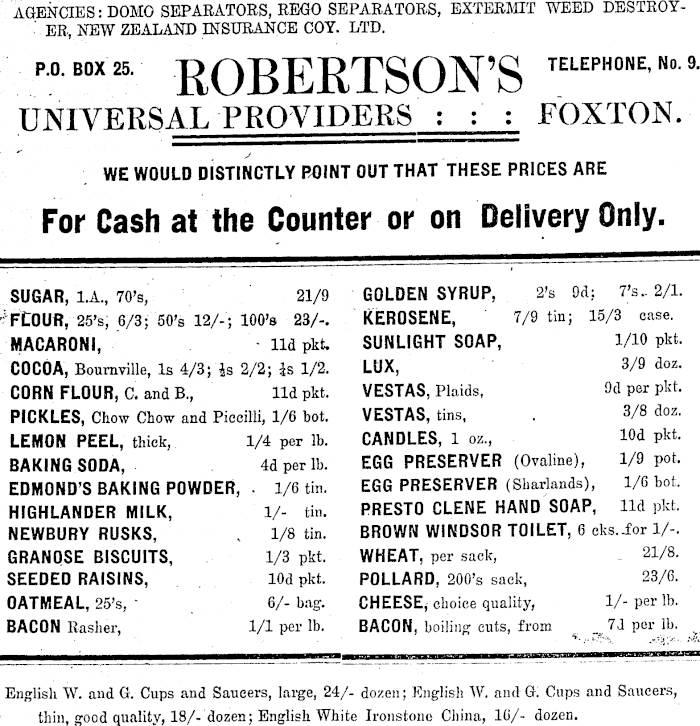 AGENCIES: DOMO SEPARATORS, REGO SEPARATORS, EXTERMIT WEED DESTROY-
ER, NEW ZEALAND INSURANCE COY. LTD.
P.O. BOX 25. ROBERTSON'S TELEPHONE, No. 9.
UNIVERSAL PROVIDERS : : : FOXTON.
WE WOULD DISTINCTLY POINT OUT THAT THESE PRICES ARE
For Cash at the Counter or on Delivery Only.
SUGAR, 1.A., 70's, 21/9
FLOUR, 25's, 6/3; 50's 12/-; 100's 23/-.
MACARONI, 11d pkt.
COCOA, Bournville, 1s 4/3; ½s 2/2; ¼s 1/2.
CORN FLOUR, C. and B., 11d pkt.
PICKLES, Chow Chow and Piccilli, 1/6 bot.
LEMON PEEL, thick, 1/4 per lb.
BAKING SODA, 4d per lb.
EDMOND'S BAKING POWDER, . 1/6 tin.
HIGHLANDER MILK, 1/- tin.
NEWBURY RUSKS, 1/8 tin.
GRANOSE BISCUITS, 1/3 pkt.
SEEDED RAISINS, 10d pkt.
OATMEAL, 25's, 6/- bag.
BACON Rasher, 1/1 per lb.
GOLDEN SYRUP, 2's 9d; 7's.. 2/1.
KEROSENE, 7/9 tin; 15/3 case.
SUNLIGHT SOAP, 1/10 pkt.
LUX, 3/9 doz.
VESTAS, Plaids, 9d per pkt.
VESTAS, tins, 3/8 doz.
CANDLES, 1 oz., 10d pkt.
EGG PRESERVER (Ovaline), 1/9 pot.
EGG PRESERVER (Sharlands), 1/6 bot.
PRESTO CLENE HAND SOAP, 11d pkt.
BROWN WINDSOR TOILET, 6 cks. for 1/-.
WHEAT, per sack, 21/8.
POLLARD, 200's sack, 23/6.
CHEESE, choice quality, 1/- per lb.
BACON, boiling cuts, from 7d per lb.
English W. and G. Cups and Saucers, large, 24/- dozen; English W. and G. Cups and Saucers,
thin, good quality, 18/- dozen; English White Ironstone China, 16/- dozen.